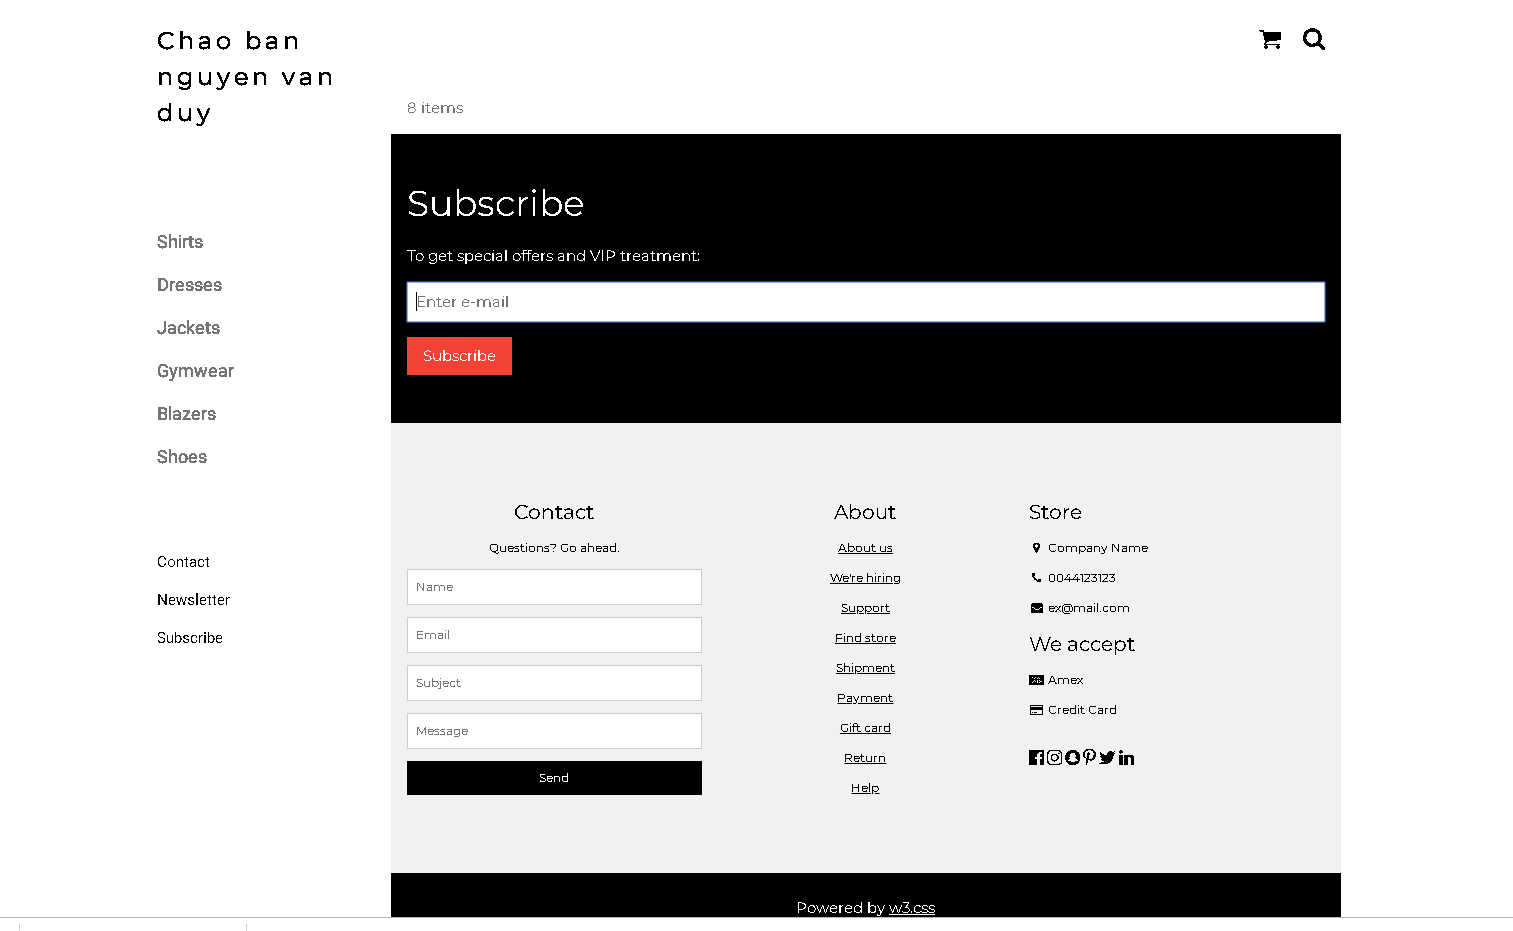 Chao ban
nguyen van
duy
Shirts
Dresses
Jackets
Gymwear
Blazers
Shoes
Contact
Newsletter
Subscribe
8 items
Subscribe
To get special offers and VIP treatment:
Enter e-mail
Subscribe
Contact
Questions? Go ahead.
Name
Email
Subject
Message
Send
About
About us
We're hiring
Support
Find store
Shipment
Payment
Gift card
Return
Help
Store
Company Name
0044123123
ex@mail.com
We accept
Amex
Credit Card
Powered by w3.css